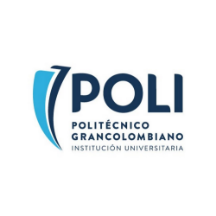 POLI
POLITÉCNICO
GRANCOLOMBIANO
INSTITUCIÓN UNIVERSITARIA